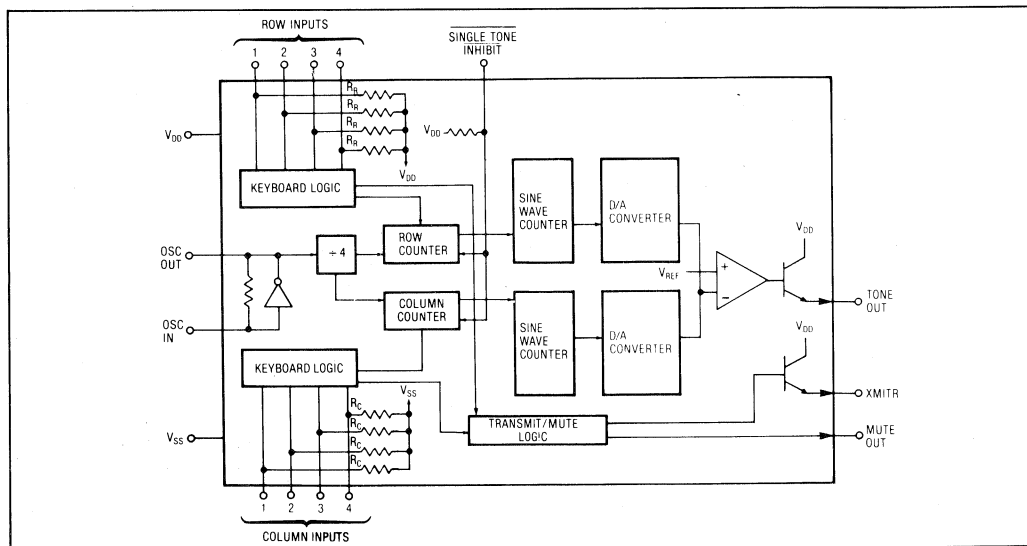 ROW INPUTS
1 2 3 4
SINGLE TONE
INHIBIT
R_R
R_R
R_R
R_R
V_DD
V_DD
V_DD
KEYBOARD LOGIC
SINE
WAVE
COUNTER
D/A
CONVERTER
OSC
OUT
÷ 4
ROW
COUNTER
V_DD
V_REF
+
−
TONE
OUT
COLUMN
COUNTER
OSC
IN
SINE
WAVE
COUNTER
D/A
CONVERTER
V_DD
KEYBOARD LOGIC
V_SS
XMITR
R_C
R_C
R_C
R_C
TRANSMIT/MUTE
LOGIC
V_SS
MUTE
OUT
1 2 3 4
COLUMN INPUTS